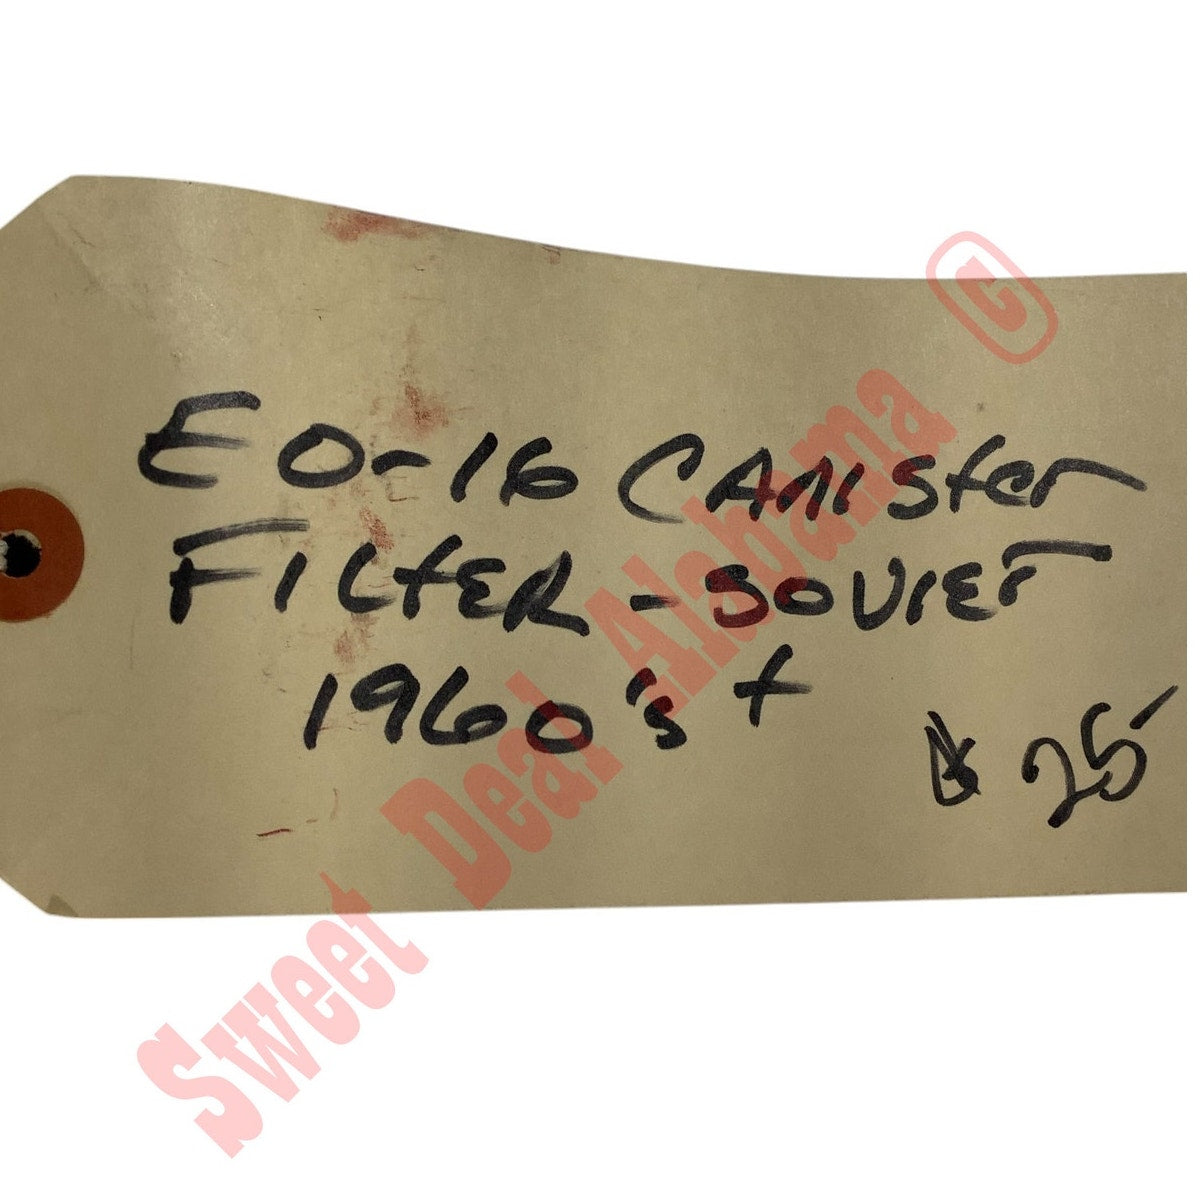 EO-16 CANister
FILtER - SOVIET
1960's +
$ 25
Sweet Deal Alabama ©